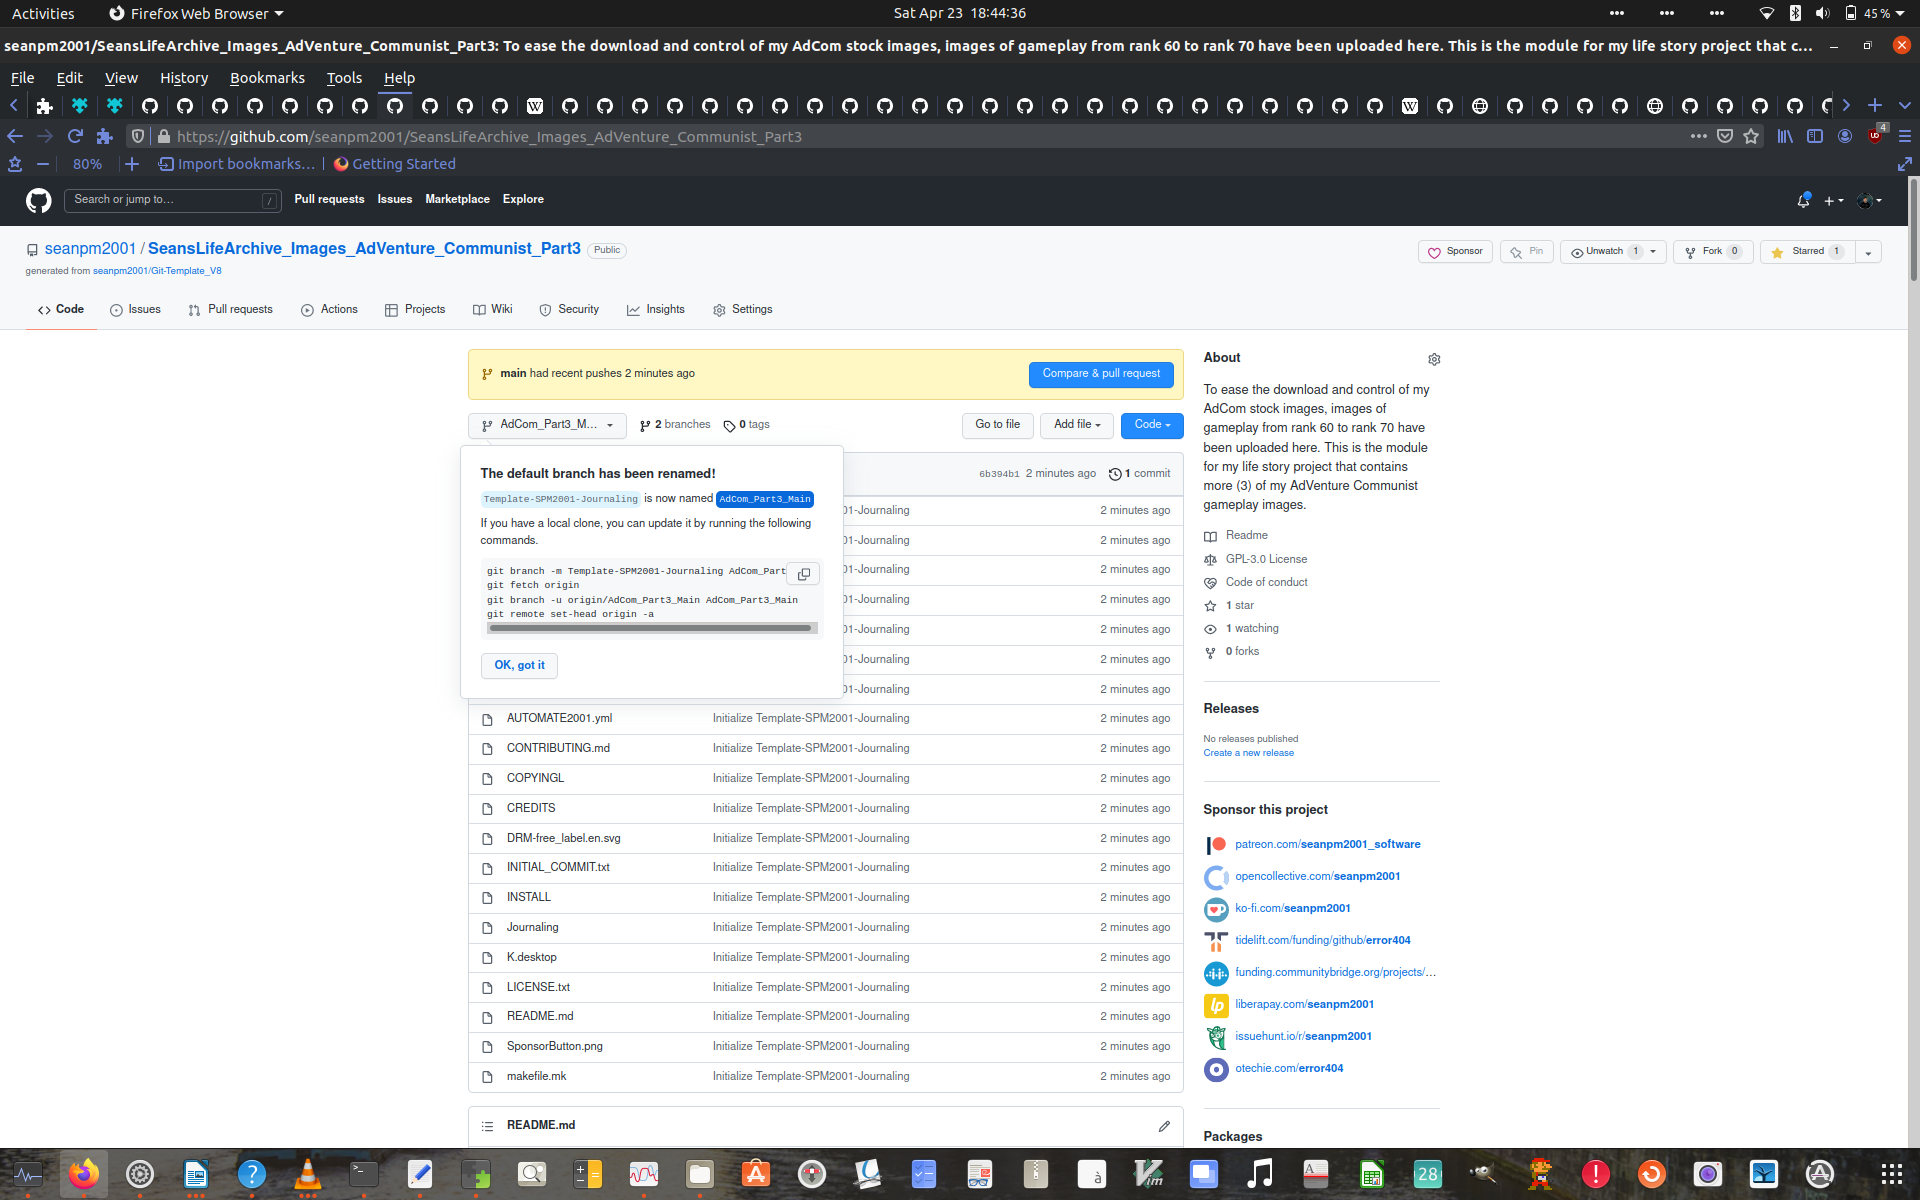 Activities
Firefox Web Browser
Sat Apr 23 18:44:36
45 %
seanpm2001/SeansLifeArchive_Images_AdVenture_Communist_Part3: To ease the download and control of my AdCom stock images, images of gameplay from rank 60 to rank 70 have been uploaded here. This is the module for my life story project that c…
File Edit View History Bookmarks Tools Help
https://github.com/seanpm2001/SeansLifeArchive_Images_AdVenture_Communist_Part3
4
80%
Import bookmarks…
Getting Started
Search or jump to…
/
Pull requests Issues Marketplace Explore
seanpm2001 / SeansLifeArchive_Images_AdVenture_Communist_Part3 Public
generated from seanpm2001/Git-Template_V8
Sponsor Pin Unwatch 1 Fork 0 Starred 1
Code Issues Pull requests Actions Projects Wiki Security Insights Settings
main had recent pushes 2 minutes ago
Compare & pull request
AdCom_Part3_M… 2 branches 0 tags
Go to file Add file Code
The default branch has been renamed!
Template-SPM2001-Journaling is now named AdCom_Part3_Main
If you have a local clone, you can update it by running the following
commands.
git branch -m Template-SPM2001-Journaling AdCom_Part
git fetch origin
git branch -u origin/AdCom_Part3_Main AdCom_Part3_Main
git remote set-head origin -a
OK, got it
6b394b1 2 minutes ago 1 commit
01-Journaling 2 minutes ago
01-Journaling 2 minutes ago
01-Journaling 2 minutes ago
01-Journaling 2 minutes ago
01-Journaling 2 minutes ago
01-Journaling 2 minutes ago
01-Journaling 2 minutes ago
AUTOMATE2001.yml Initialize Template-SPM2001-Journaling 2 minutes ago
CONTRIBUTING.md Initialize Template-SPM2001-Journaling 2 minutes ago
COPYINGL Initialize Template-SPM2001-Journaling 2 minutes ago
CREDITS Initialize Template-SPM2001-Journaling 2 minutes ago
DRM-free_label.en.svg Initialize Template-SPM2001-Journaling 2 minutes ago
INITIAL_COMMIT.txt Initialize Template-SPM2001-Journaling 2 minutes ago
INSTALL Initialize Template-SPM2001-Journaling 2 minutes ago
Journaling Initialize Template-SPM2001-Journaling 2 minutes ago
K.desktop Initialize Template-SPM2001-Journaling 2 minutes ago
LICENSE.txt Initialize Template-SPM2001-Journaling 2 minutes ago
README.md Initialize Template-SPM2001-Journaling 2 minutes ago
SponsorButton.png Initialize Template-SPM2001-Journaling 2 minutes ago
makefile.mk Initialize Template-SPM2001-Journaling 2 minutes ago
README.md
About
To ease the download and control of my
AdCom stock images, images of
gameplay from rank 60 to rank 70 have
been uploaded here. This is the module
for my life story project that contains
more (3) of my AdVenture Communist
gameplay images.
Readme
GPL-3.0 License
Code of conduct
1 star
1 watching
0 forks
Releases
No releases published
Create a new release
Sponsor this project
patreon.com/seanpm2001_software
opencollective.com/seanpm2001
ko-fi.com/seanpm2001
tidelift.com/funding/github/error404
funding.communitybridge.org/projects/…
liberapay.com/seanpm2001
issuehunt.io/r/seanpm2001
otechie.com/error404
Packages
28